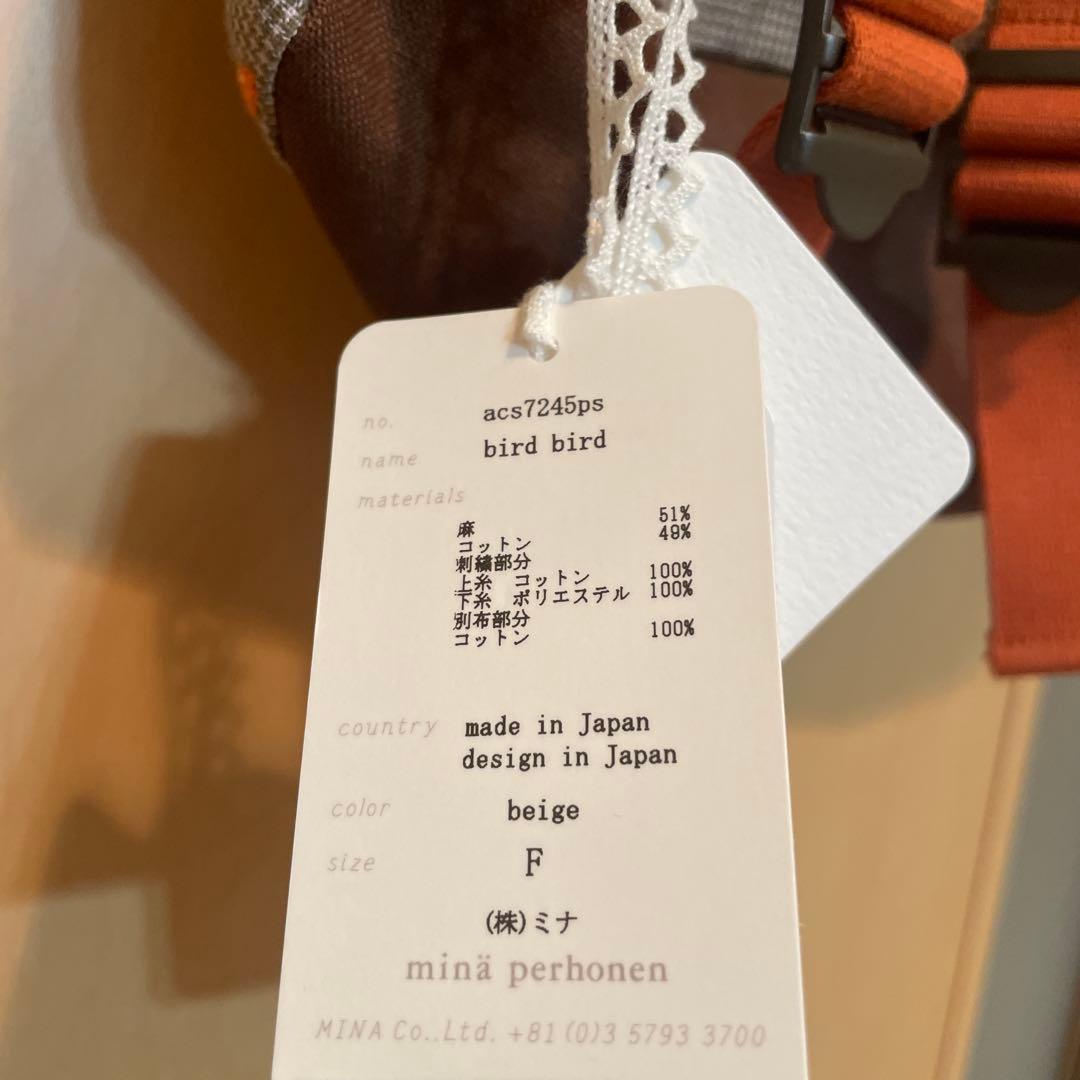 no. acs7245ps
name bird bird
materials
麻 51%
コットン 49%
刺繍部分
上糸 コットン 100%
下糸 ポリエステル 100%
別布部分
コットン 100%
country made in Japan
design in Japan
color beige
size F
(株)ミナ
minä perhonen
MINA Co.,Ltd. +81 (0)3 5793 3700